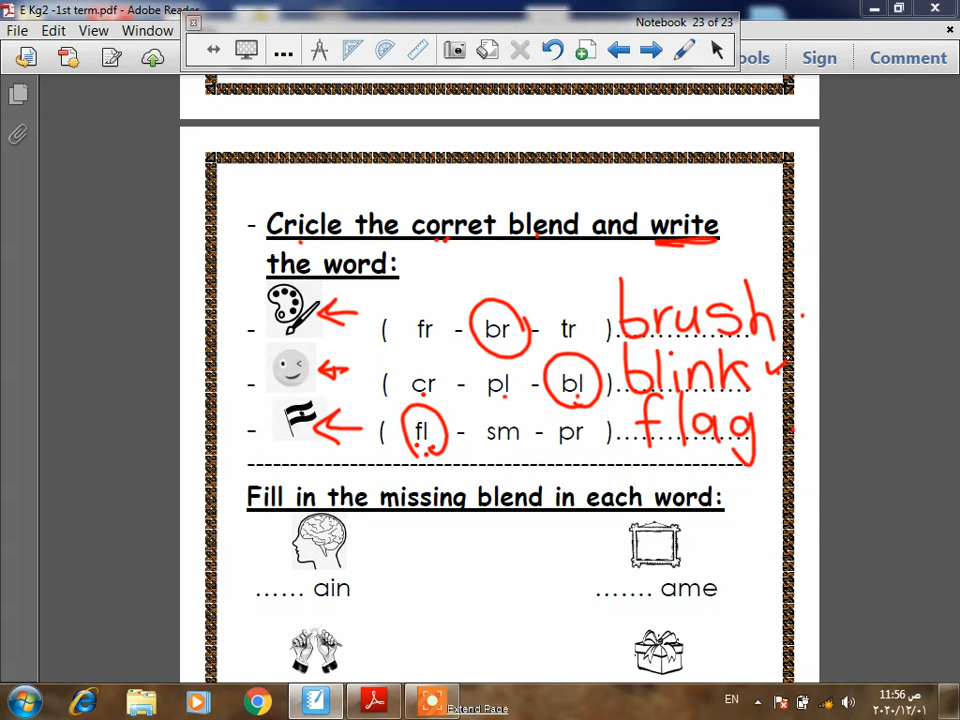 E Kg2 -1st term.pdf - Adobe Reader
Notebook 23 of 23
File Edit View Window
ools Sign Comment
- Cricle the corret blend and write
the word:
- ( fr - br - tr )................. brush
- ( cr - pl - bl )................. blink
- ( fl - sm - pr )................. flag
--------------------------------------------------------
Fill in the missing blend in each word:
...... ain ....... ame
EN 11:56 ص
Extend Page ٢٠٢٠/١٢/٠١